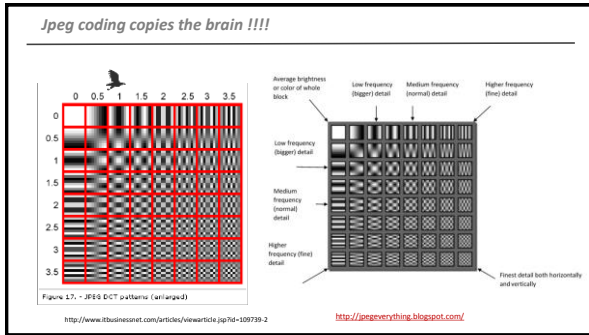 Jpeg coding copies the brain !!!!
0 0.5 1 1.5 2 2.5 3 3.5
0
0.5
1
1.5
2
2.5
3
3.5
Figure 17. - JPEG DCT patterns (enlarged)
http://www.itbusinessnet.com/articles/viewarticle.jsp?id=109739-2
Average brightness
or color of whole
block
Low frequency
(bigger) detail
Medium frequency
(normal) detail
Higher frequency
(fine) detail
Low frequency
(bigger) detail
Medium
frequency
(normal)
detail
Higher
frequency (fine)
detail
Finest detail both horizontally
and vertically
http://jpegeverything.blogspot.com/